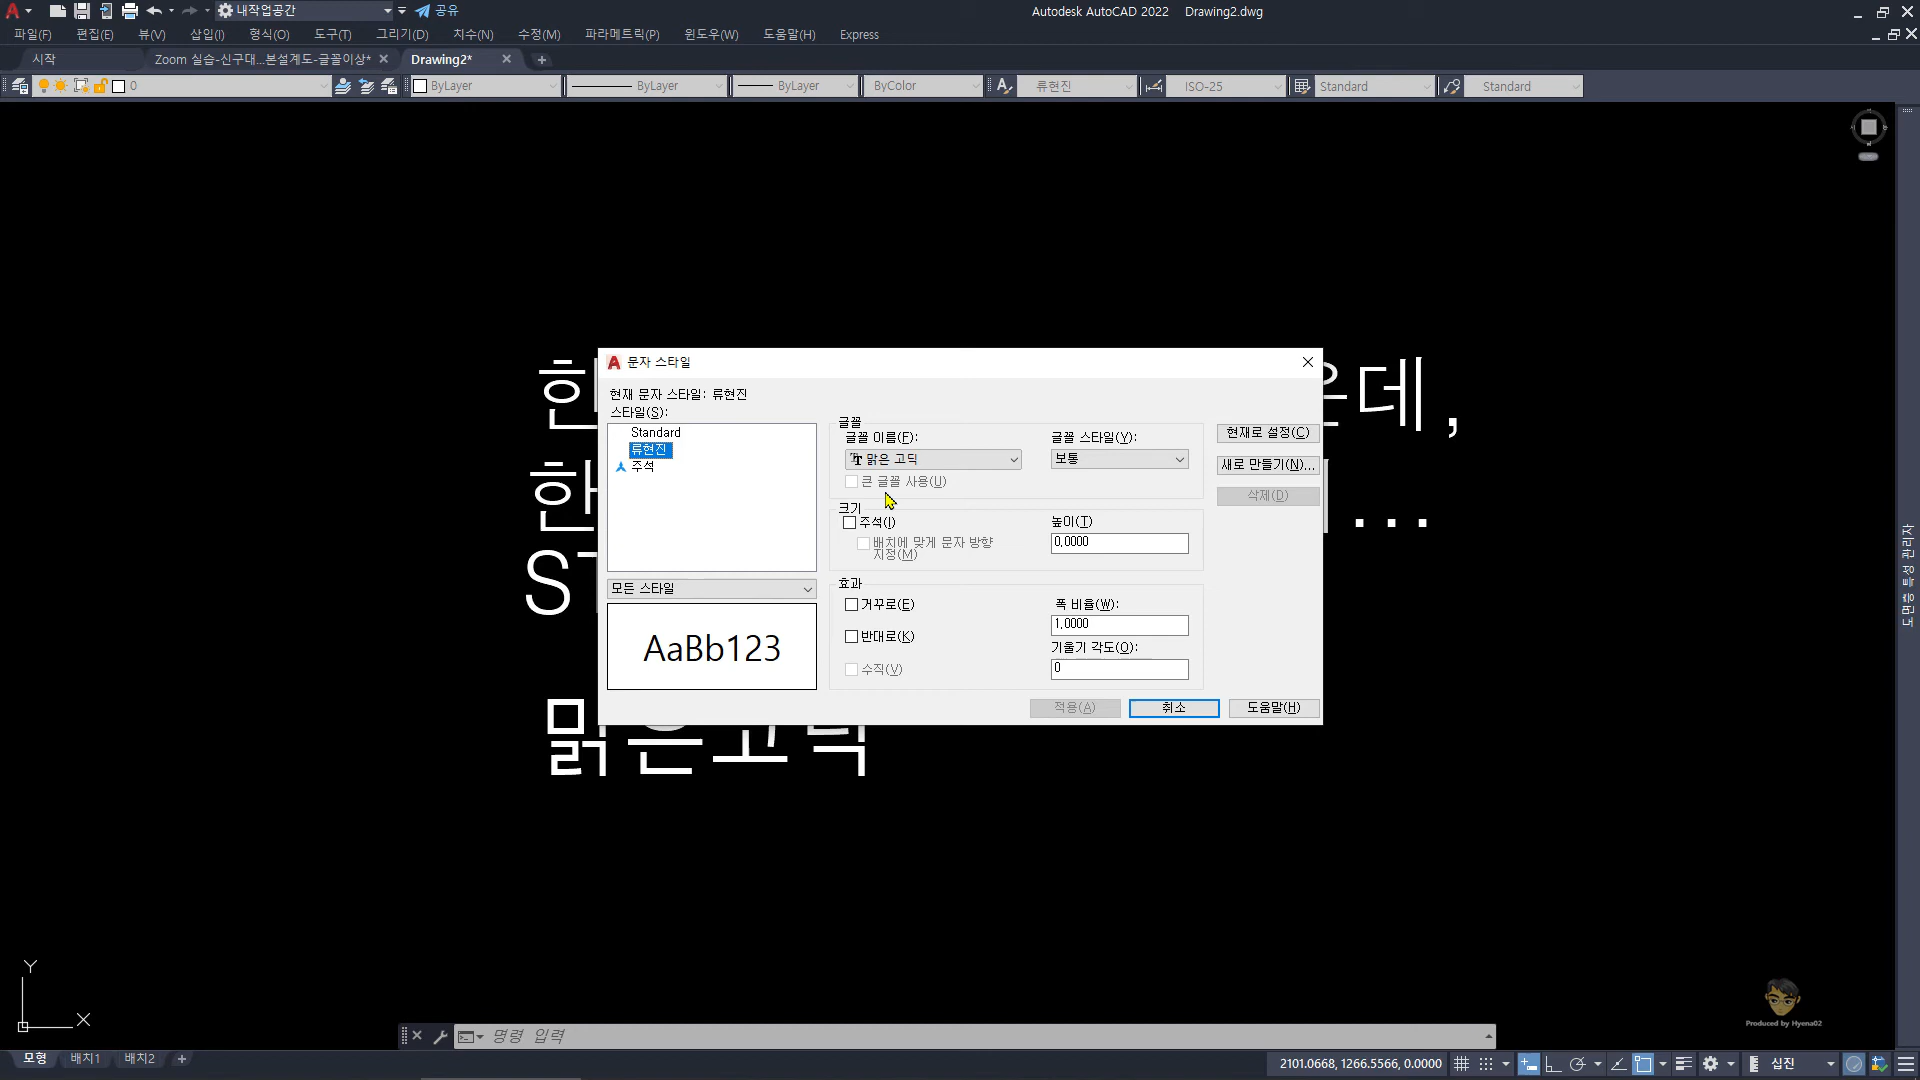 내작업공간
공유
Autodesk AutoCAD 2022 Drawing2.dwg
파일(F) 편집(E) 뷰(V) 삽입(I) 형식(O) 도구(T) 그리기(D) 치수(N) 수정(M) 파라메트릭(P) 윈도우(W) 도움말(H) Express
시작
Zoom 실습-신구대...본설계도-글꼴이상*
Drawing2*
0
ByLayer
ByLayer
ByLayer
ByColor
류현진
ISO-25
Standard
Standard
문자 스타일
현재 문자 스타일: 류현진
스타일(S):
Standard
류현진
주석
모든 스타일
AaBb123
글꼴
글꼴 이름(F):
맑은 고딕
글꼴 스타일(Y):
보통
큰 글꼴 사용(U)
크기
주석(I)
배치에 맞게 문자 방향
지정(M)
높이(T)
0.0000
효과
거꾸로(E)
반대로(K)
수직(V)
폭 비율(W):
1.0000
기울기 각도(O):
0
현재로 설정(C)
새로 만들기(N)...
삭제(D)
적용(A)
취소
도움말(H)
데,
한
...
맑은고딕
도면층 특성 관리자
Y
X
Produced by Hyena02
명령 입력
모형 배치1 배치2
2101.0668, 1266.5566, 0.0000
십진